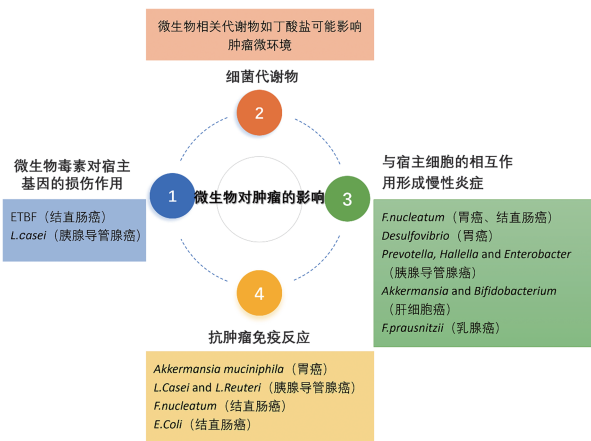 微生物相关代谢物如丁酸盐可能影响
肿瘤微环境
细菌代谢物
2
微生物毒素对宿主
基因的损伤作用
1
ETBF（结直肠癌）
L.casei（胰腺导管腺癌）
微生物对肿瘤的影响
3
与宿主细胞的相互作
用形成慢性炎症
F.nucleatum（胃癌、结直肠癌）
Desulfovibrio（胃癌）
Prevotella, Hallella and Enterobacter
（胰腺导管腺癌）
Akkermansia and Bifidobacterium
（肝细胞癌）
F.prausnitzii（乳腺癌）
4
抗肿瘤免疫反应
Akkermansia muciniphila（胃癌）
L.Casei and L.Reuteri（胰腺导管腺癌）
F.nucleatum（结直肠癌）
E.Coli（结直肠癌）